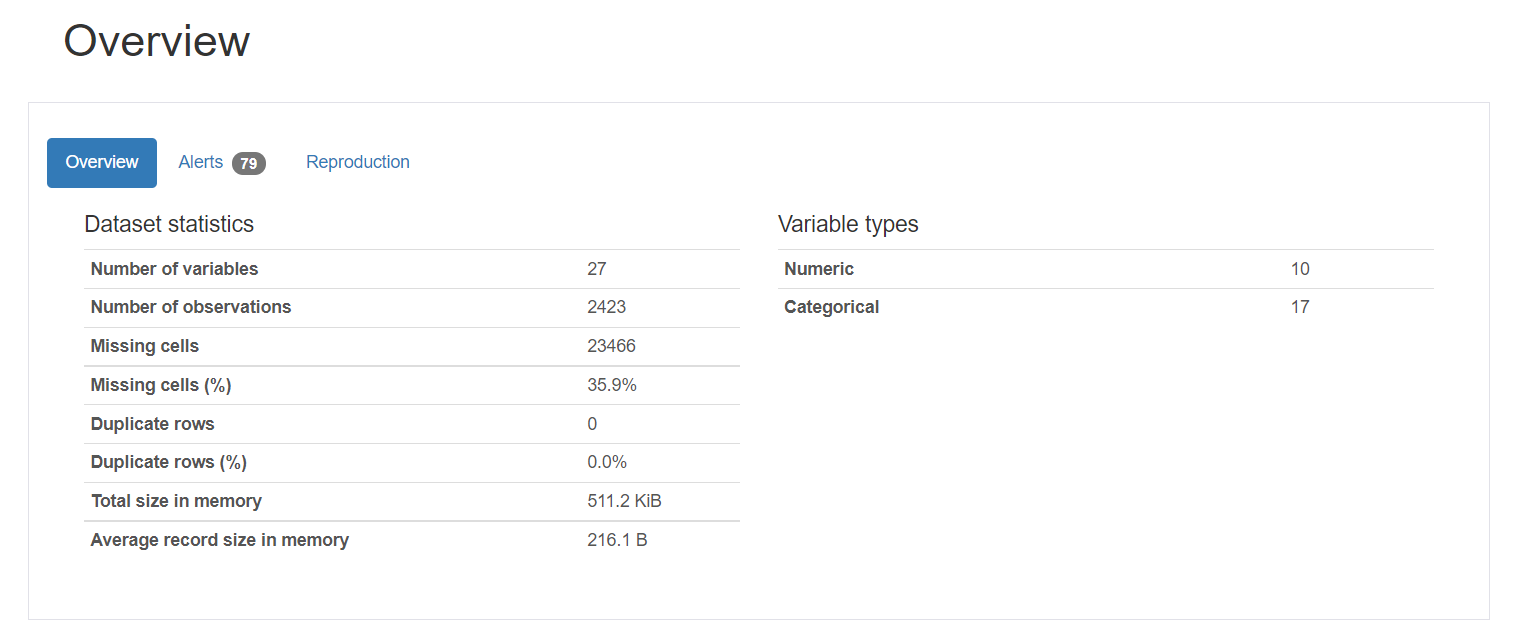 Overview
Overview Alerts 79 Reproduction
Dataset statistics
Number of variables 27
Number of observations 2423
Missing cells 23466
Missing cells (%) 35.9%
Duplicate rows 0
Duplicate rows (%) 0.0%
Total size in memory 511.2 KiB
Average record size in memory 216.1 B
Variable types
Numeric 10
Categorical 17